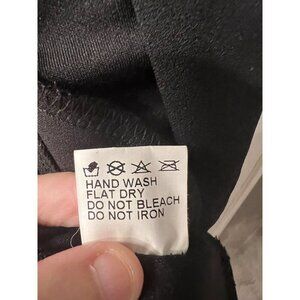 HAND WASH
FLAT DRY
DO NOT BLEACH
DO NOT IRON